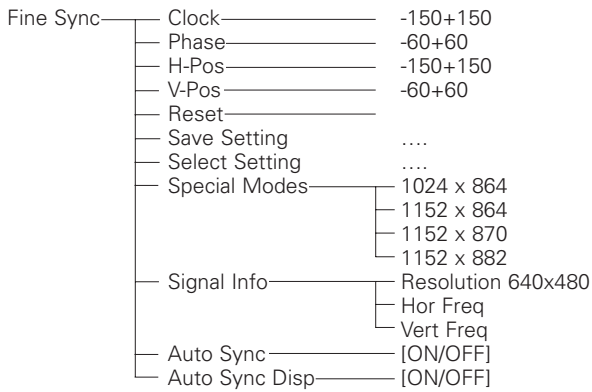 Fine Sync Clock -150+150
Phase -60+60
H-Pos -150+150
V-Pos -60+60
Reset
Save Setting ....
Select Setting ....
Special Modes 1024 x 864
1152 x 864
1152 x 870
1152 x 882
Signal Info Resolution 640x480
Hor Freq
Vert Freq
Auto Sync [ON/OFF]
Auto Sync Disp [ON/OFF]